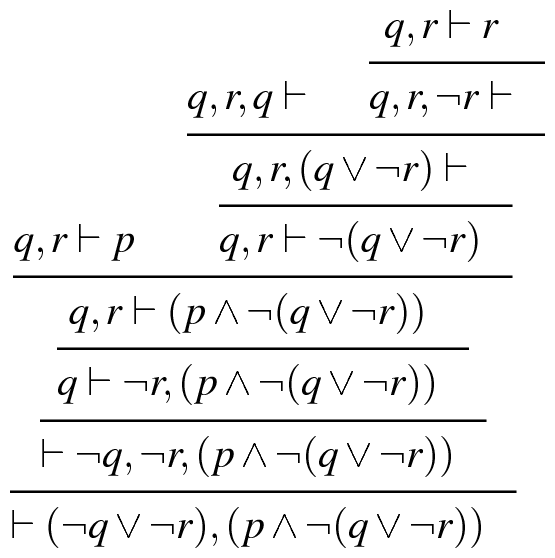 q, r ⊢ r
q, r, q ⊢ q, r, ¬r ⊢
q, r, (q ∨ ¬r) ⊢
q, r ⊢ p q, r ⊢ ¬(q ∨ ¬r)
q, r ⊢ (p ∧ ¬(q ∨ ¬r))
q ⊢ ¬r, (p ∧ ¬(q ∨ ¬r))
⊢ ¬q, ¬r, (p ∧ ¬(q ∨ ¬r))
⊢ (¬q ∨ ¬r), (p ∧ ¬(q ∨ ¬r))